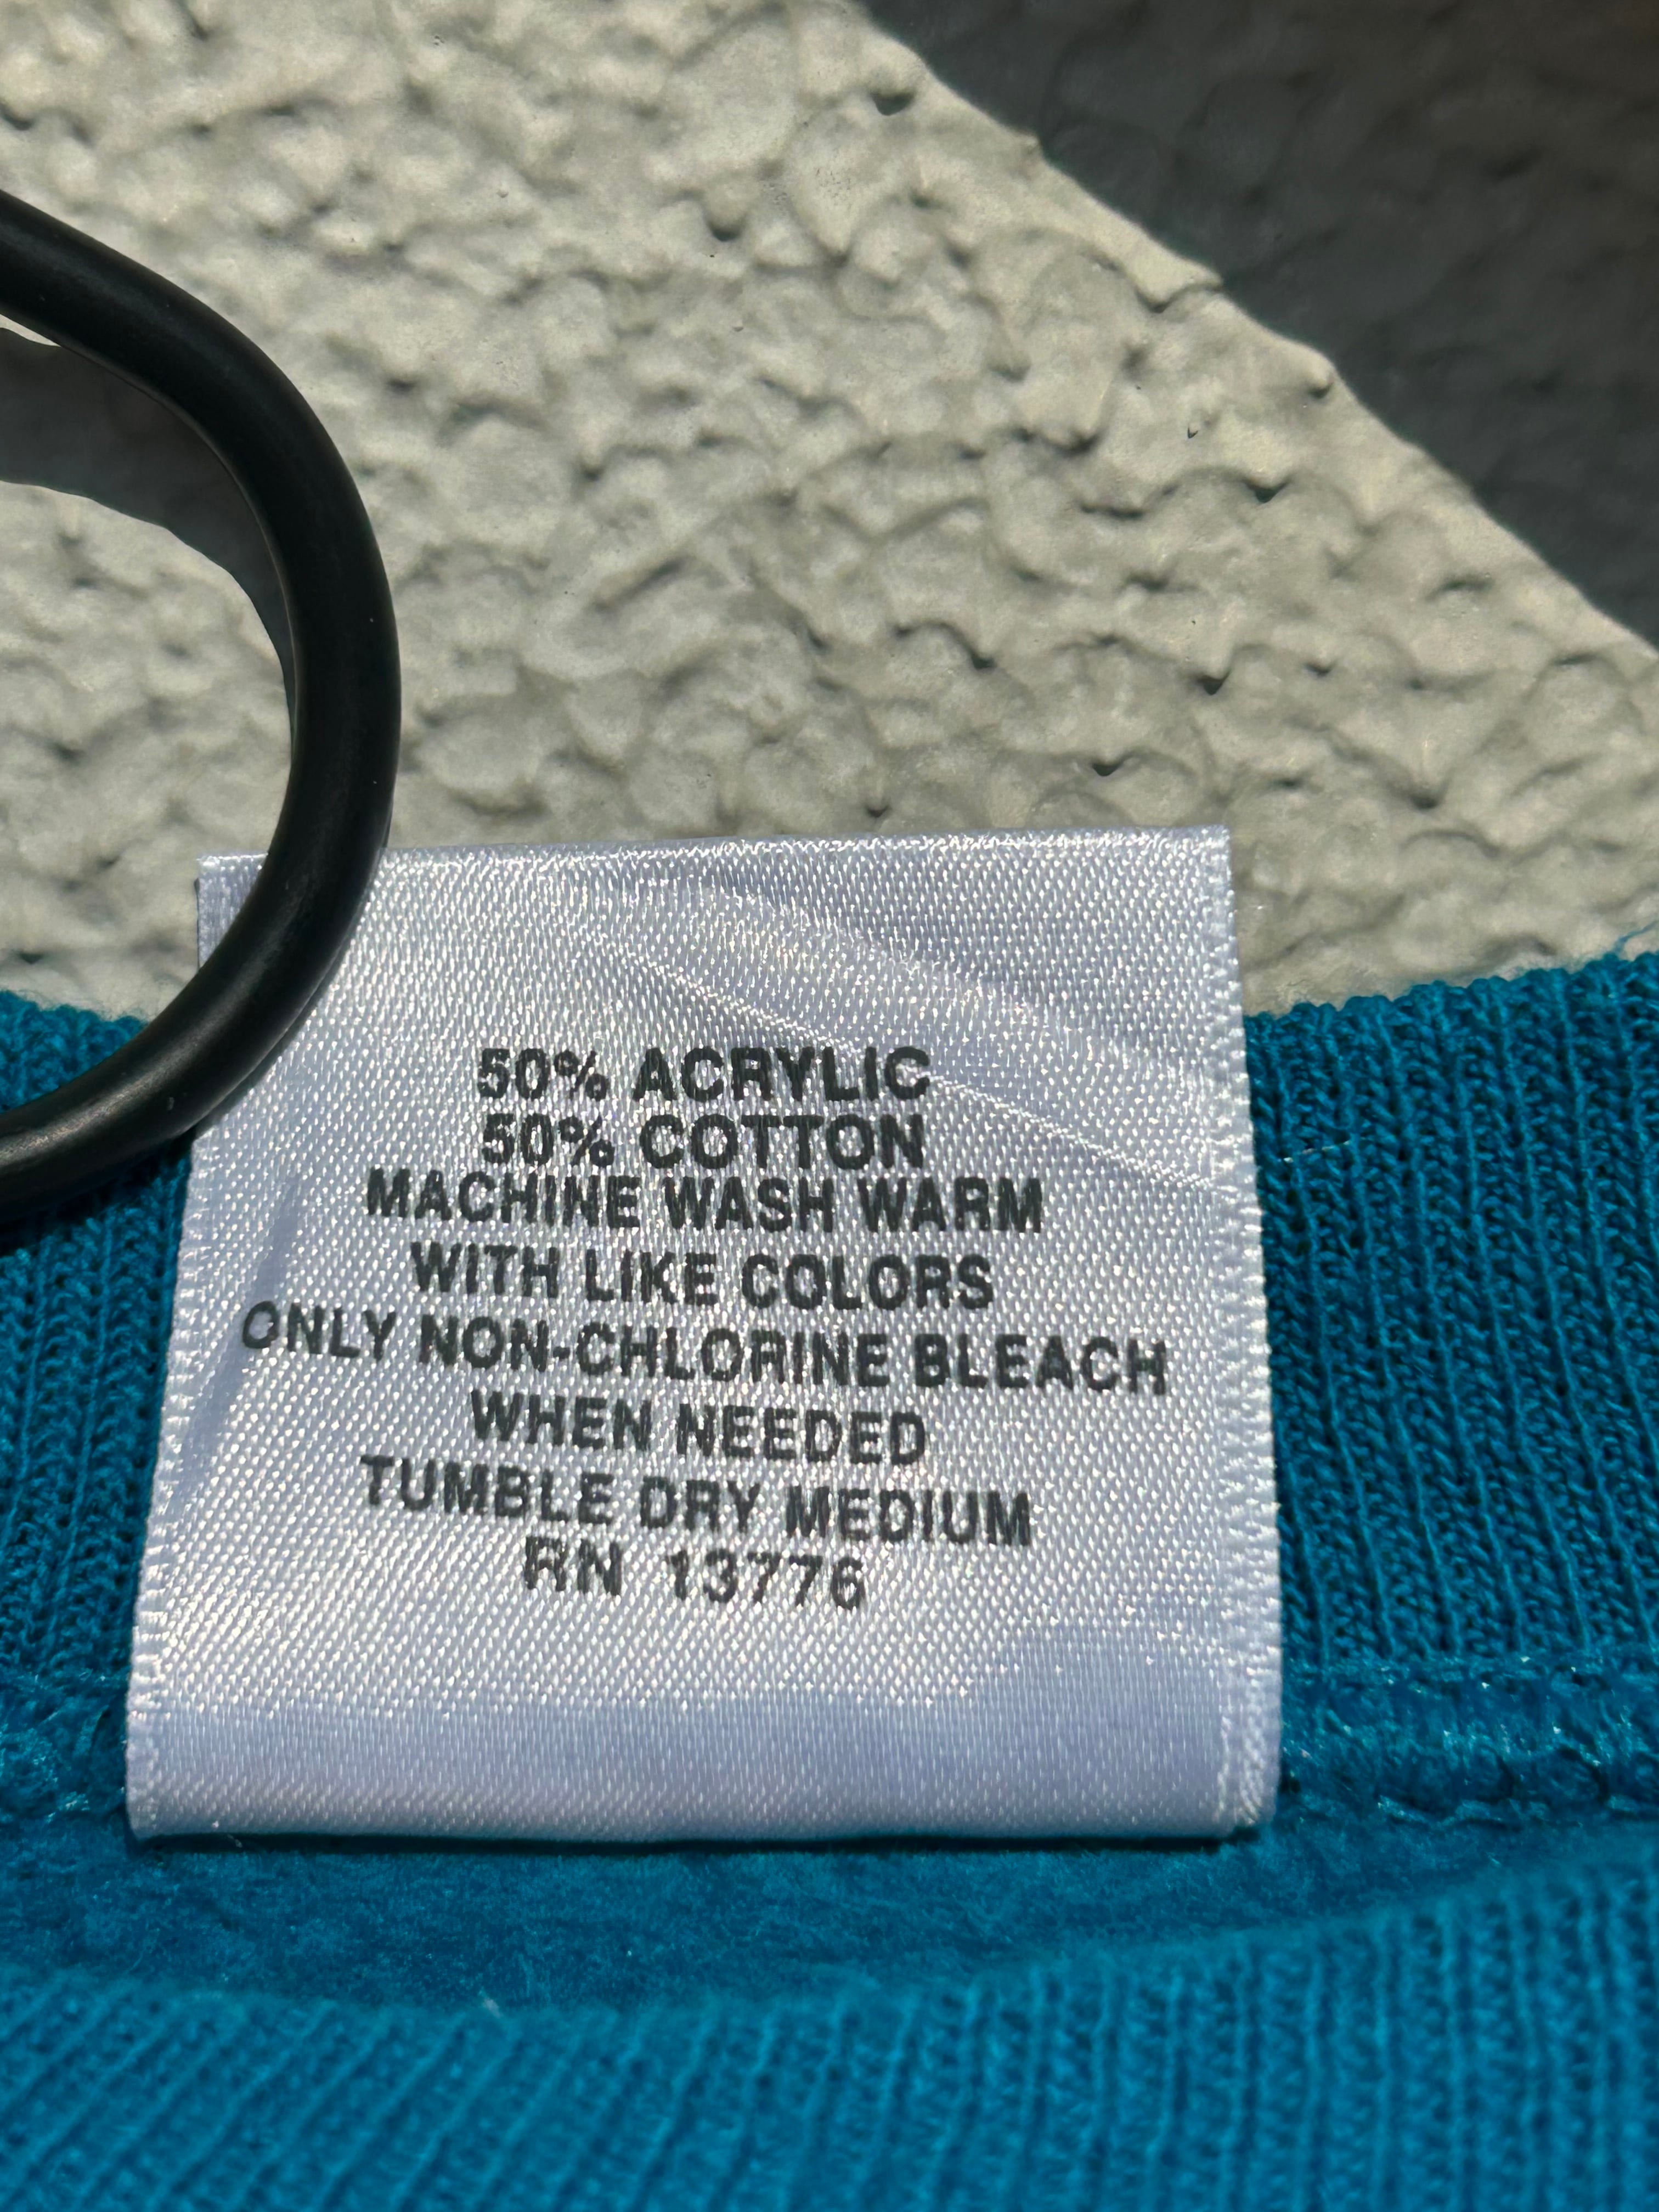 50% ACRYLIC
50% COTTON
MACHINE WASH WARM
WITH LIKE COLORS
ONLY NON-CHLORINE BLEACH
WHEN NEEDED
TUMBLE DRY MEDIUM
RN 13776